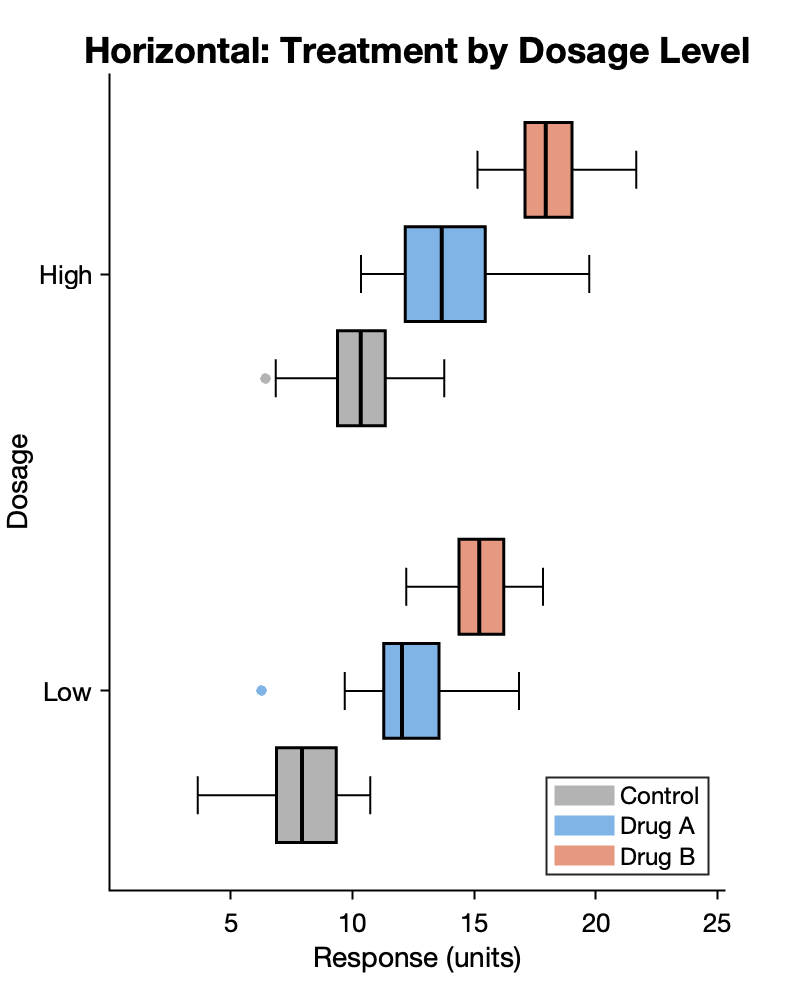 Horizontal: Treatment by Dosage Level
High
Dosage
Low
Control
Drug A
Drug B
5 10 15 20 25
Response (units)